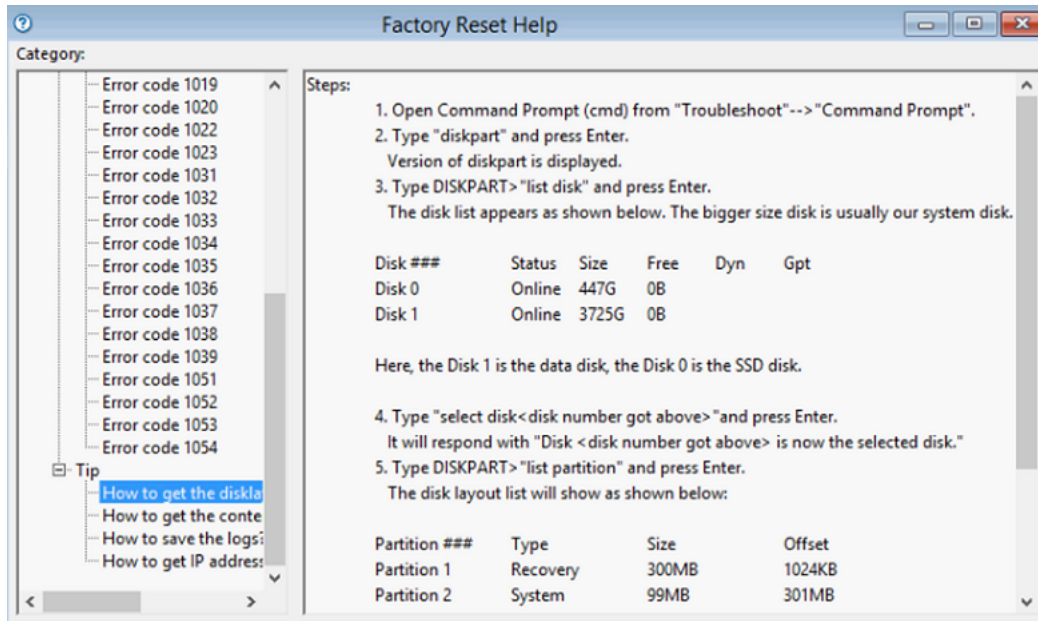 Factory Reset Help
Category:
Error code 1019
Error code 1020
Error code 1022
Error code 1023
Error code 1031
Error code 1032
Error code 1033
Error code 1034
Error code 1035
Error code 1036
Error code 1037
Error code 1038
Error code 1039
Error code 1051
Error code 1052
Error code 1053
Error code 1054
Tip
How to get the diskla
How to get the conte
How to save the logs?
How to get IP address
Steps:
1. Open Command Prompt (cmd) from "Troubleshoot"-->"Command Prompt".
2. Type "diskpart" and press Enter.
Version of diskpart is displayed.
3. Type DISKPART>"list disk" and press Enter.
The disk list appears as shown below. The bigger size disk is usually our system disk.
Disk ### Status Size Free Dyn Gpt
Disk 0 Online 447G 0B
Disk 1 Online 3725G 0B
Here, the Disk 1 is the data disk, the Disk 0 is the SSD disk.
4. Type "select disk<disk number got above>"and press Enter.
It will respond with "Disk <disk number got above> is now the selected disk."
5. Type DISKPART>"list partition" and press Enter.
The disk layout list will show as shown below:
Partition ### Type Size Offset
Partition 1 Recovery 300MB 1024KB
Partition 2 System 99MB 301MB